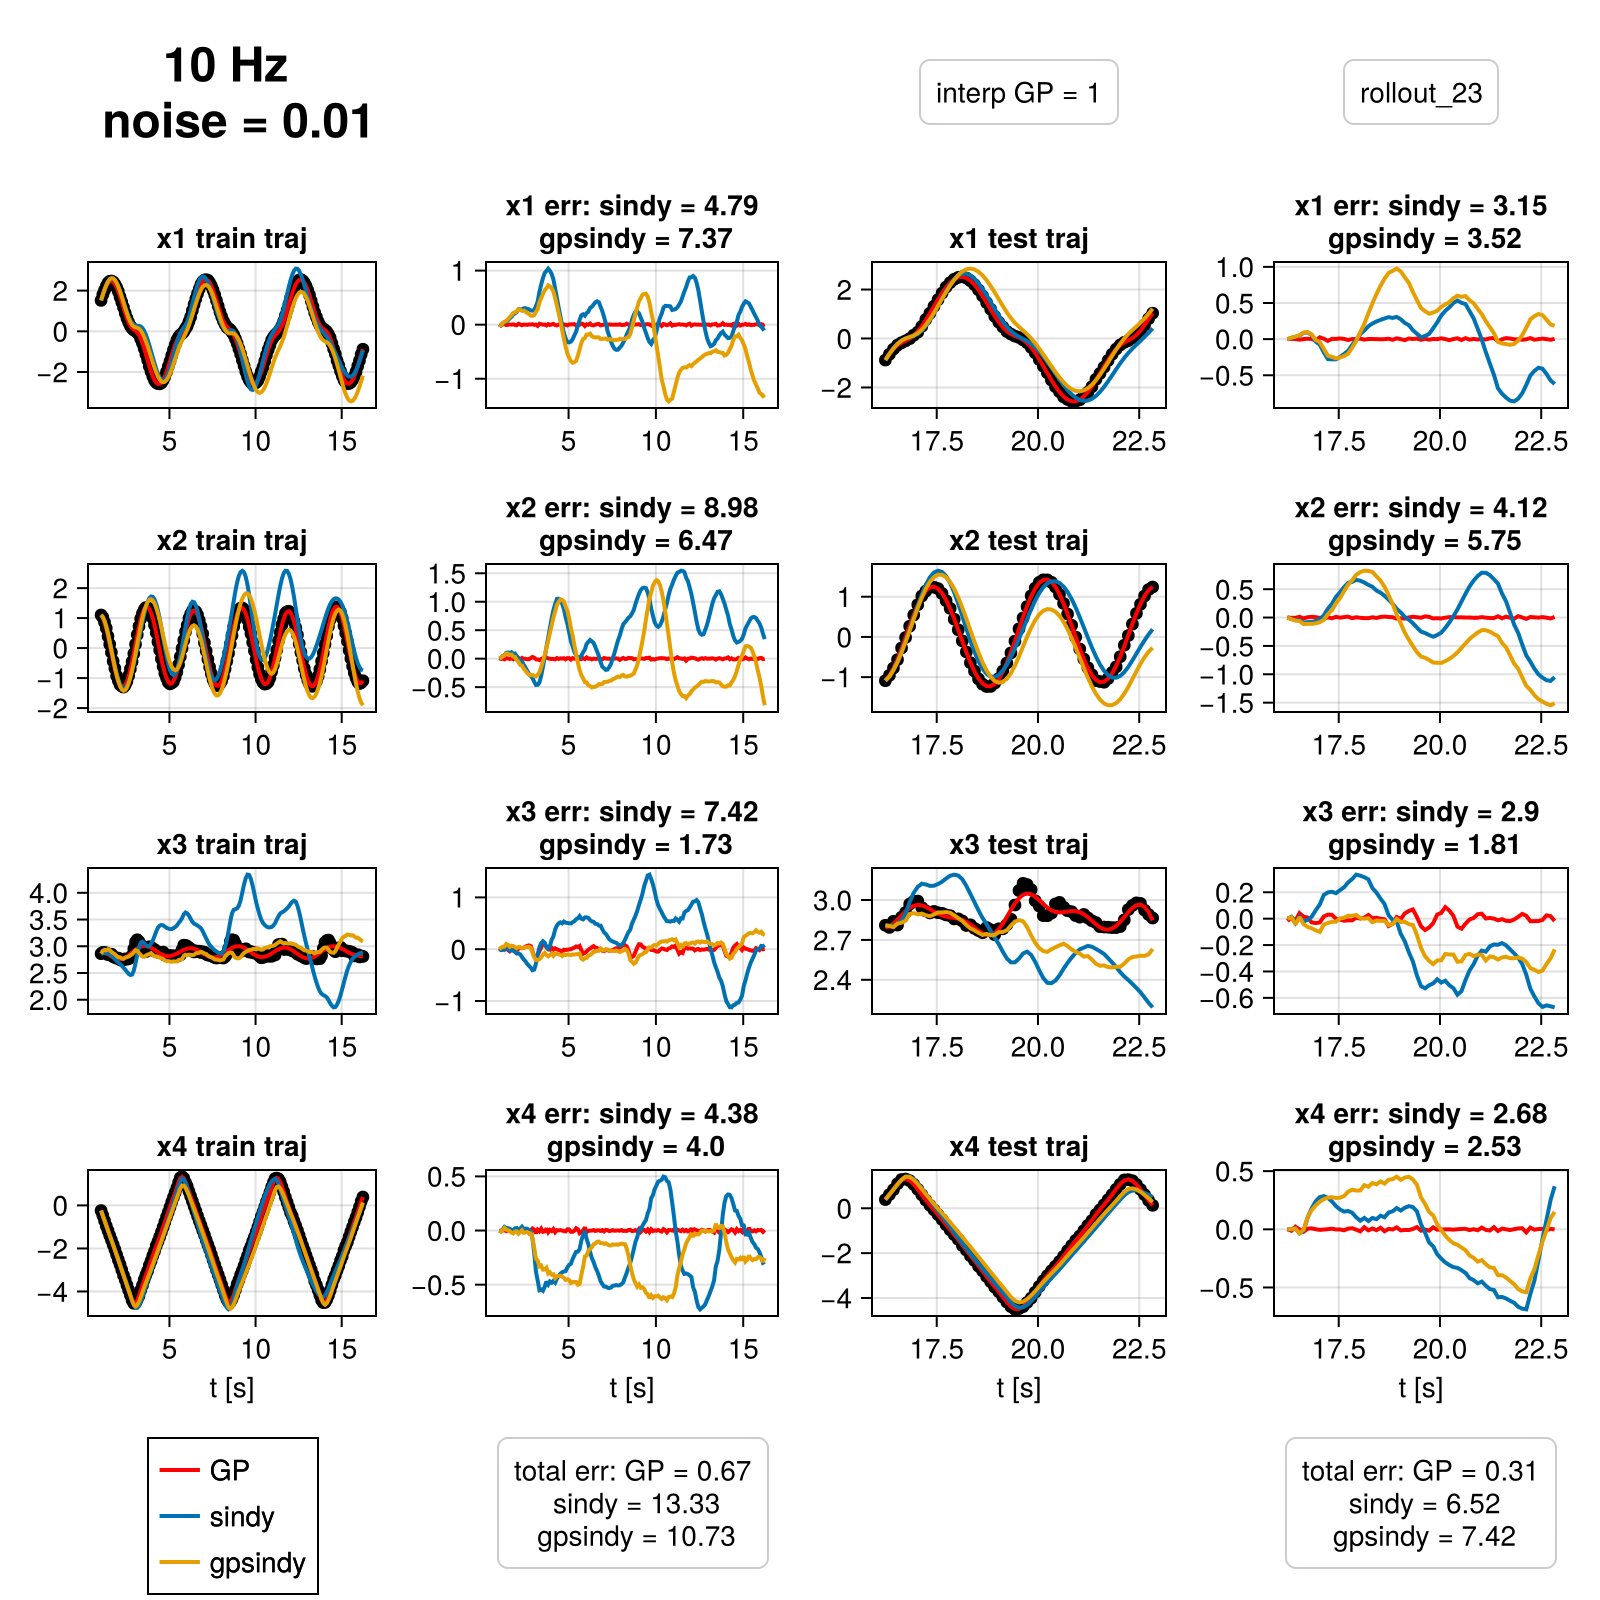 10 Hz
noise = 0.01
interp GP = 1
rollout_23
x1 train traj
2
0
−2
5
10
15
x1 err: sindy = 4.79
gpsindy = 7.37
1
0
−1
5
10
15
x1 test traj
2
0
−2
17.5
20.0
22.5
x1 err: sindy = 3.15
gpsindy = 3.52
1.0
0.5
0.0
−0.5
17.5
20.0
22.5
x2 train traj
2
1
0
−1
−2
5
10
15
x2 err: sindy = 8.98
gpsindy = 6.47
1.5
1.0
0.5
0.0
−0.5
5
10
15
x2 test traj
1
0
−1
17.5
20.0
22.5
x2 err: sindy = 4.12
gpsindy = 5.75
0.5
0.0
−0.5
−1.0
−1.5
17.5
20.0
22.5
x3 train traj
4.0
3.5
3.0
2.5
2.0
5
10
15
x3 err: sindy = 7.42
gpsindy = 1.73
1
0
−1
5
10
15
x3 test traj
3.0
2.7
2.4
17.5
20.0
22.5
x3 err: sindy = 2.9
gpsindy = 1.81
0.2
0.0
−0.2
−0.4
−0.6
17.5
20.0
22.5
x4 train traj
0
−2
−4
5
10
15
t [s]
x4 err: sindy = 4.38
gpsindy = 4.0
0.5
0.0
−0.5
5
10
15
t [s]
x4 test traj
0
−2
−4
17.5
20.0
22.5
t [s]
x4 err: sindy = 2.68
gpsindy = 2.53
0.5
0.0
−0.5
17.5
20.0
22.5
t [s]
GP
sindy
gpsindy
total err: GP = 0.67
sindy = 13.33
gpsindy = 10.73
total err: GP = 0.31
sindy = 6.52
gpsindy = 7.42